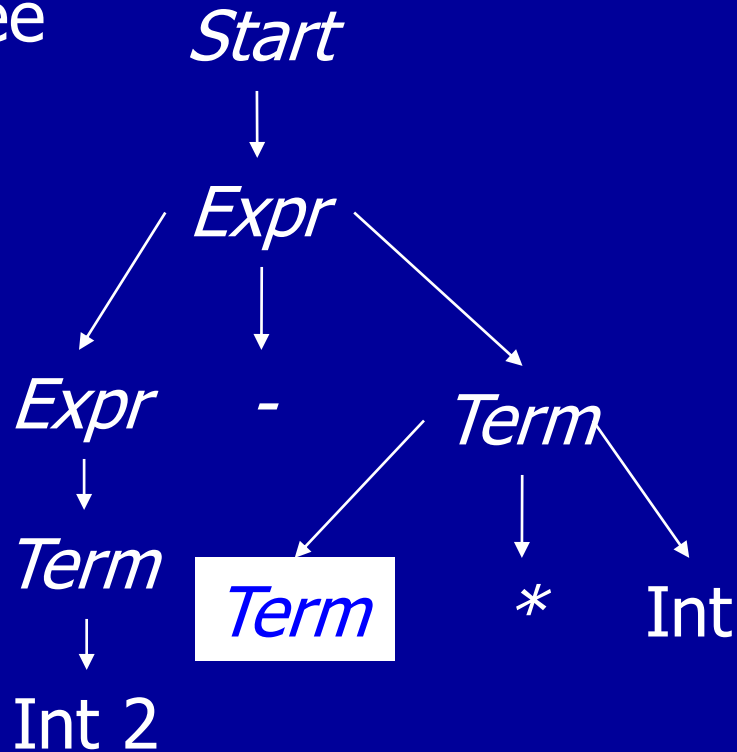 ee
Start
Expr
Expr - Term
Term
Term * Int
Int 2